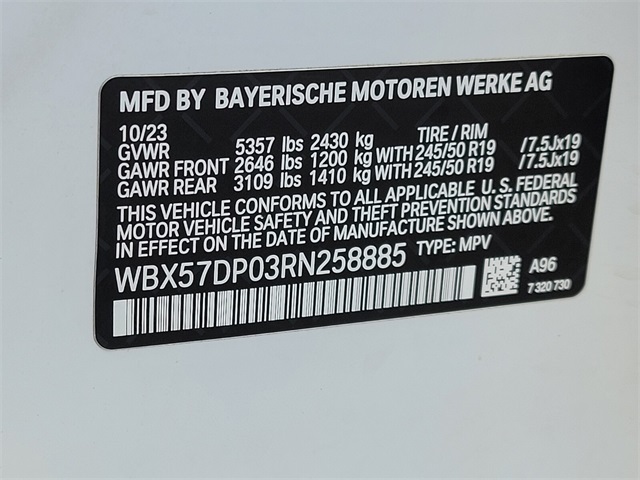 MFD BY BAYERISCHE MOTOREN WERKE AG
10/23 TIRE / RIM
GVWR 5357 lbs 2430 kg
GAWR FRONT 2646 lbs 1200 kg WITH 245/50 R19 /7.5Jx19
GAWR REAR 3109 lbs 1410 kg WITH 245/50 R19 /7.5Jx19
THIS VEHICLE CONFORMS TO ALL APPLICABLE U. S. FEDERAL
MOTOR VEHICLE SAFETY AND THEFT PREVENTION STANDARDS
IN EFFECT ON THE DATE OF MANUFACTURE SHOWN ABOVE.
WBX57DP03RN258885 TYPE: MPV
A96
7 320 730